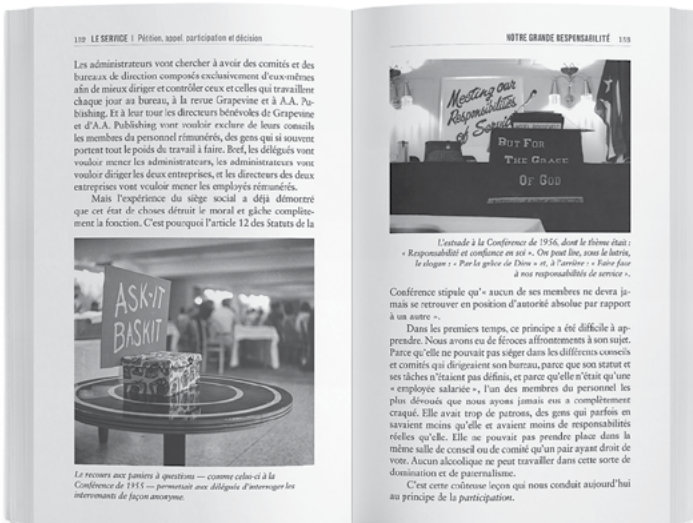 132 LE SERVICE | Pétition, appel, participation et décision
Les administrateurs vont chercher à avoir des comités et des
bureaux de direction composés exclusivement d'eux-mêmes
afin de mieux diriger et contrôler ceux et celles qui travaillent
chaque jour au bureau, à la revue Grapevine et à A.A. Pu-
blishing. Et à leur tour les directeurs bénévoles de Grapevine
et d'A.A. Publishing vont vouloir exclure de leurs conseils
les membres du personnel rémunérés, des gens qui si souvent
portent tout le poids du travail à faire. Bref, les délégués vont
vouloir mener les administrateurs, les administrateurs vont
vouloir diriger les deux entreprises, et les directeurs des deux
entreprises vont vouloir mener les employés rémunérés.
Mais l'expérience du siège social a déjà démontré
que cet état de choses détruit le moral et gâche complète-
ment la fonction. C'est pourquoi l'article 12 des Statuts de la
ASK-IT
BASKIT
Le recours aux paniers à questions — comme celui-ci à la
Conférence de 1955 — permettait aux délégués d'interroger les
intervenants de façon anonyme.
NOTRE GRANDE RESPONSABILITÉ 133
Meeting our
Responsibilities
of Service
BUT FOR
THE GRACE
OF GOD
L'estrade à la Conférence de 1956, dont le thème était :
« Responsabilité et confiance en soi ». On peut lire, sous le lutrin,
le slogan : « Par la grâce de Dieu » et, à l'arrière : « Faire face
à nos responsabilités de service ».
Conférence stipule qu'« aucun de ses membres ne devra ja-
mais se retrouver en position d'autorité absolue par rapport
à un autre ».
Dans les premiers temps, ce principe a été difficile à ap-
prendre. Nous avons eu de féroces affrontements à son sujet.
Parce qu'elle ne pouvait pas siéger dans les différents conseils
et comités qui dirigeaient son bureau, parce que son statut et
ses tâches n'étaient pas définis, et parce qu'elle n'était qu'une
« employée salariée », l'un des membres du personnel les
plus dévoués que nous ayons jamais eus a complètement
craqué. Elle avait trop de patrons, des gens qui parfois en
savaient moins qu'elle et avaient moins de responsabilités
réelles qu'elle. Elle ne pouvait pas prendre place dans la
même salle de conseil ou de comité qu'un pair ayant droit de
vote. Aucun alcoolique ne peut travailler dans cette sorte de
domination et de paternalisme.
C'est cette coûteuse leçon qui nous conduit aujourd'hui
au principe de la participation.